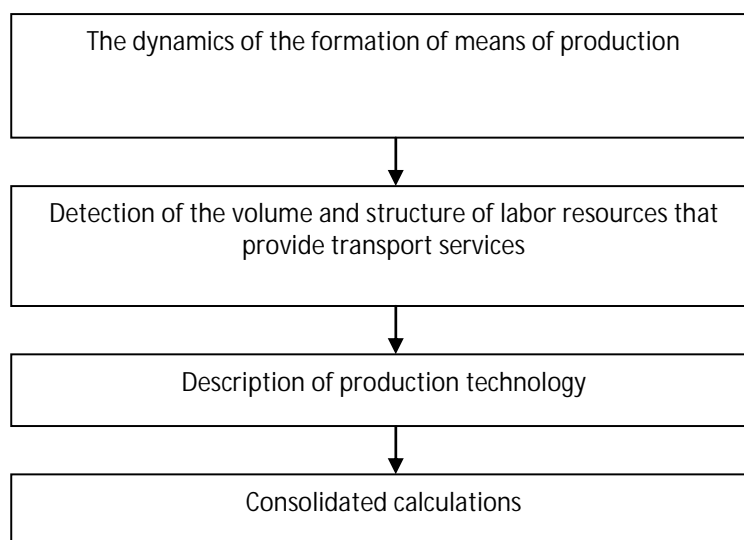 The dynamics of the formation of means of production
Detection of the volume and structure of labor resources that
provide transport services
Description of production technology
Consolidated calculations